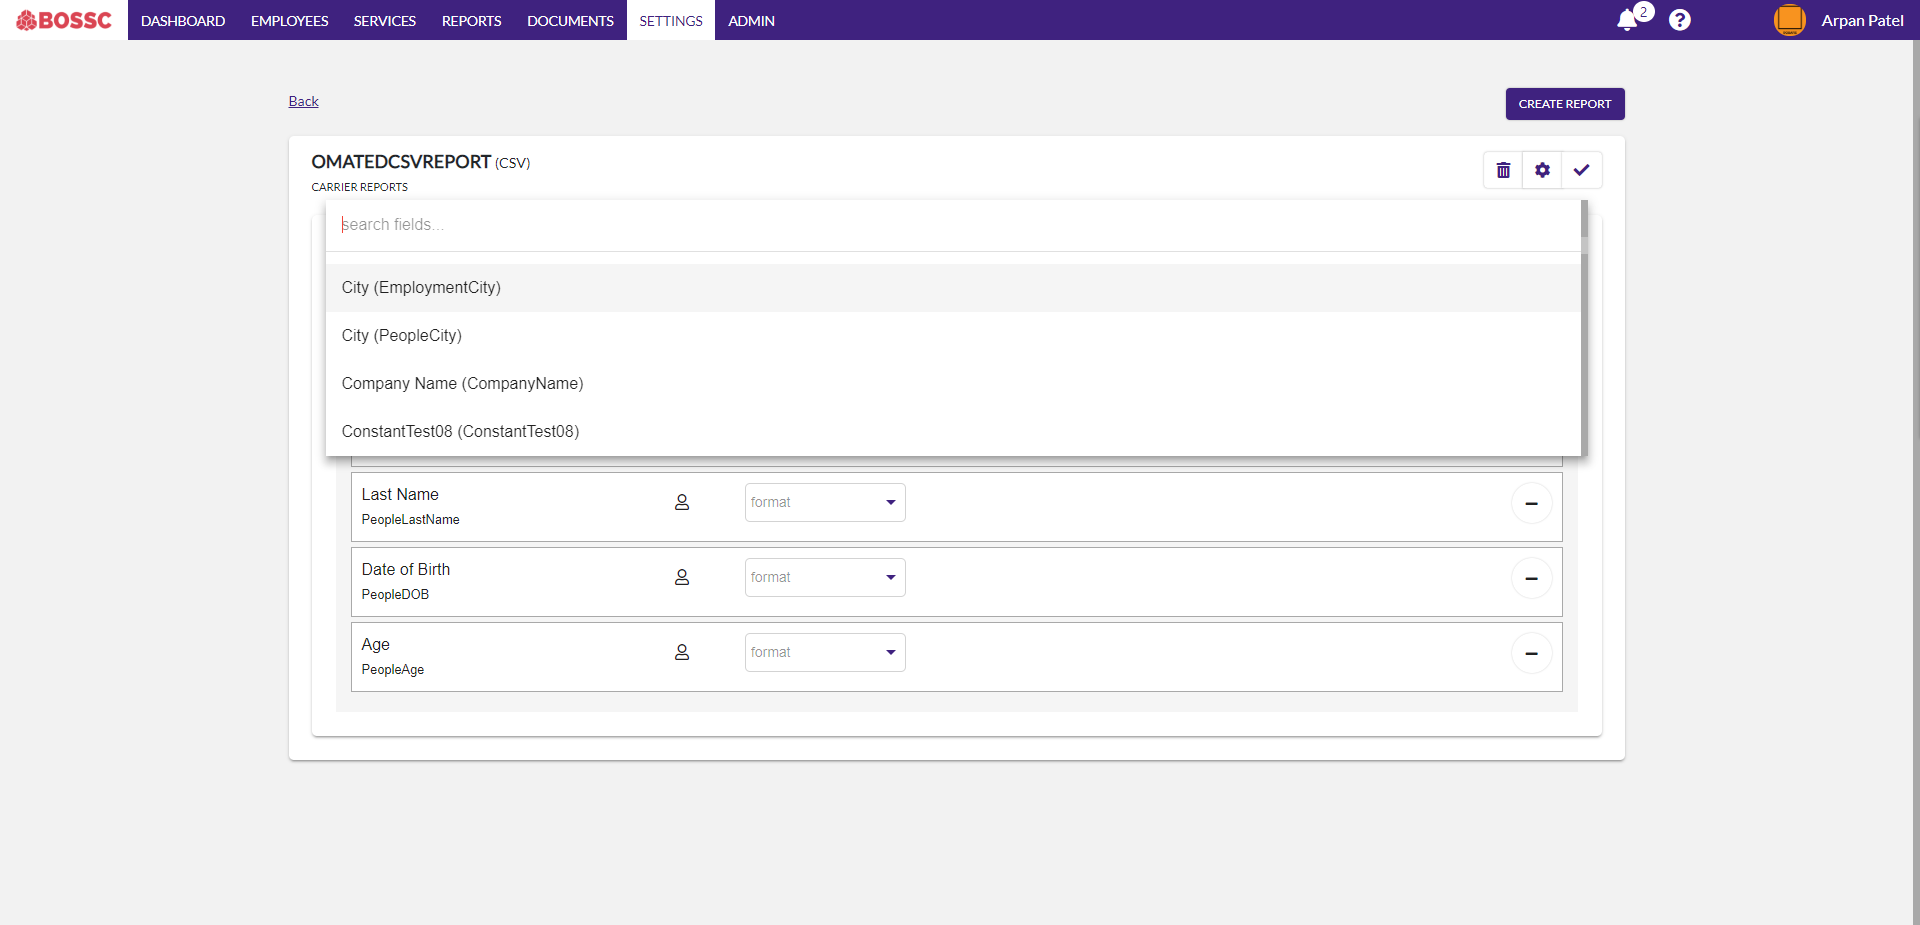 BOSSC DASHBOARD EMPLOYEES SERVICES REPORTS DOCUMENTS SETTINGS ADMIN 2 ? Arpan Patel
Back CREATE REPORT
OMATEDCSVREPORT (CSV)
CARRIER REPORTS
search fields...
City (EmploymentCity)
City (PeopleCity)
Company Name (CompanyName)
ConstantTest08 (ConstantTest08)
Last Name format
PeopleLastName
Date of Birth format
PeopleDOB
Age format
PeopleAge